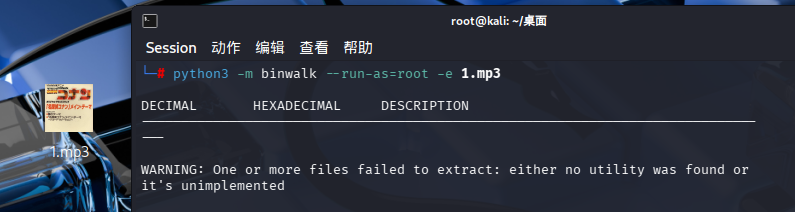 root@kali: ~/桌面
Session 动作 编辑 查看 帮助
└─# python3 -m binwalk --run-as=root -e 1.mp3
DECIMAL HEXADECIMAL DESCRIPTION
WARNING: One or more files failed to extract: either no utility was found or
it's unimplemented
1.mp3